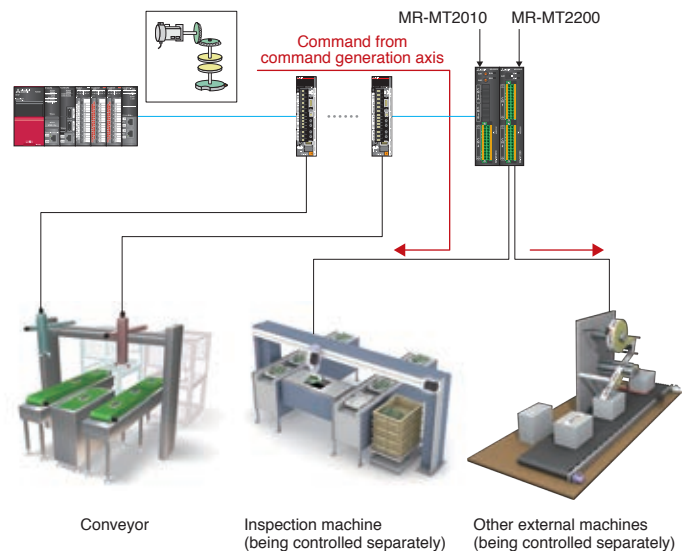 MR-MT2010 MR-MT2200
Command from
command generation axis
Conveyor
Inspection machine
(being controlled separately)
Other external machines
(being controlled separately)